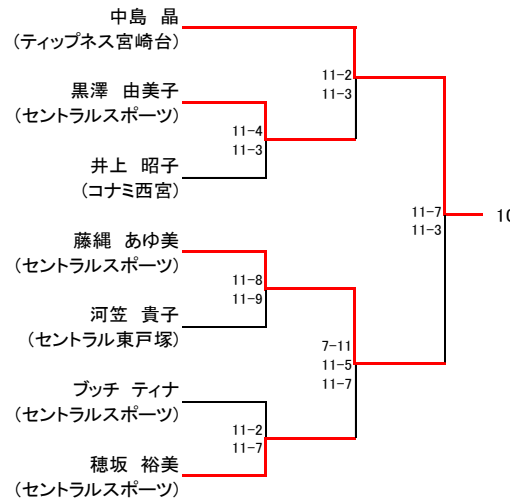 中島　晶
(ティップネス宮崎台)
11-2
11-3
黒澤　由美子
(セントラルスポーツ)
11-4
11-3
井上　昭子
(コナミ西宮)
11-7
11-3
10
藤縄　あゆ美
(セントラルスポーツ)
11-8
11-9
河笠　貴子
(セントラル東戸塚)
7-11
11-5
11-7
ブッチ　ティナ
(セントラルスポーツ)
11-2
11-7
穂坂　裕美
(セントラルスポーツ)